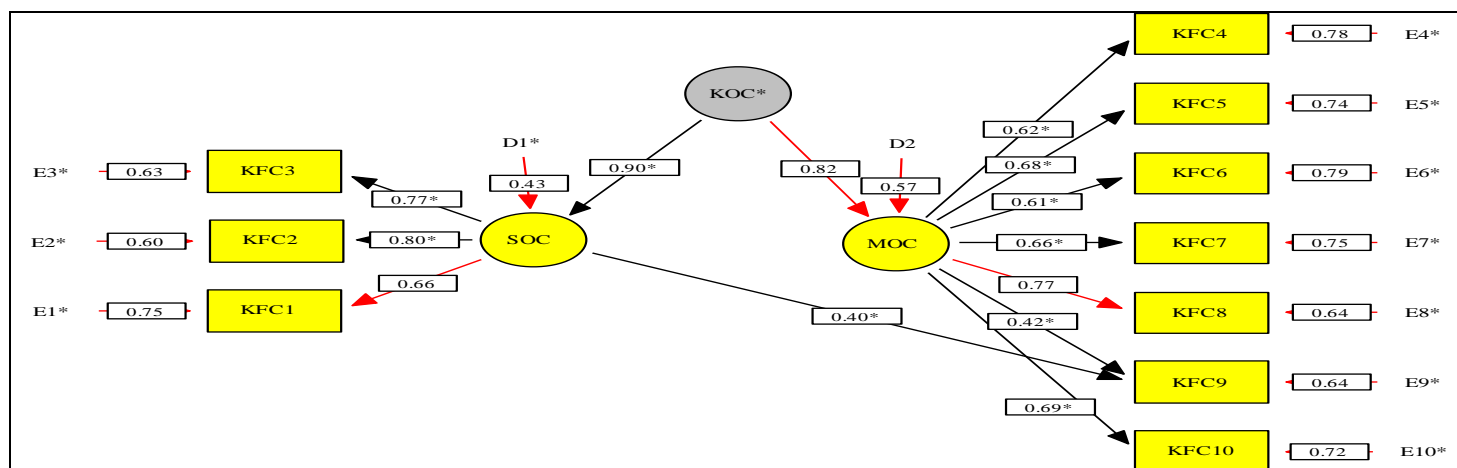 KFC4
0.78
E4*
KOC*
KFC5
0.74
E5*
0.62*
D1*
D2
0.68*
E3*
0.63
KFC3
0.90*
0.82
KFC6
0.79
E6*
0.43
0.57
0.77*
0.61*
E2*
0.60
KFC2
0.80*
SOC
MOC
0.66*
KFC7
0.75
E7*
0.66
0.77
E1*
0.75
KFC1
0.40*
0.42*
KFC8
0.64
E8*
KFC9
0.64
E9*
0.69*
KFC10
0.72
E10*